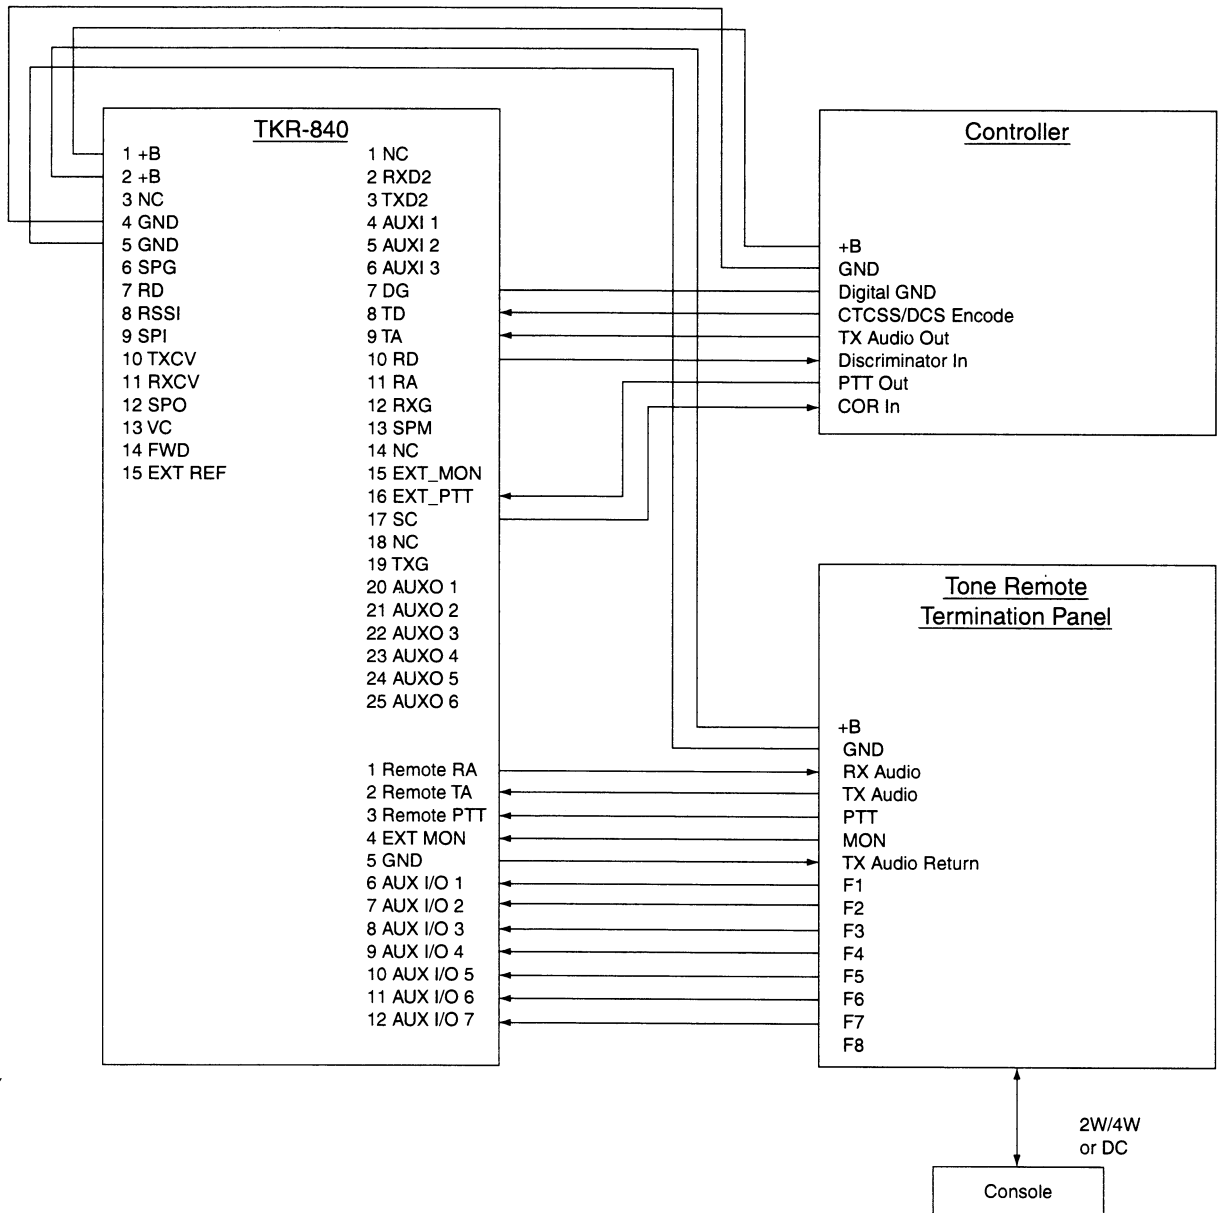 TKR-840
1 +B
2 +B
3 NC
4 GND
5 GND
6 SPG
7 RD
8 RSSI
9 SPI
10 TXCV
11 RXCV
12 SPO
13 VC
14 FWD
15 EXT REF
1 NC
2 RXD2
3 TXD2
4 AUXI 1
5 AUXI 2
6 AUXI 3
7 DG
8 TD
9 TA
10 RD
11 RA
12 RXG
13 SPM
14 NC
15 EXT_MON
16 EXT_PTT
17 SC
18 NC
19 TXG
20 AUXO 1
21 AUXO 2
22 AUXO 3
23 AUXO 4
24 AUXO 5
25 AUXO 6
1 Remote RA
2 Remote TA
3 Remote PTT
4 EXT MON
5 GND
6 AUX I/O 1
7 AUX I/O 2
8 AUX I/O 3
9 AUX I/O 4
10 AUX I/O 5
11 AUX I/O 6
12 AUX I/O 7
Controller
+B
GND
Digital GND
CTCSS/DCS Encode
TX Audio Out
Discriminator In
PTT Out
COR In
Tone Remote
Termination Panel
+B
GND
RX Audio
TX Audio
PTT
MON
TX Audio Return
F1
F2
F3
F4
F5
F6
F7
F8
2W/4W
or DC
Console